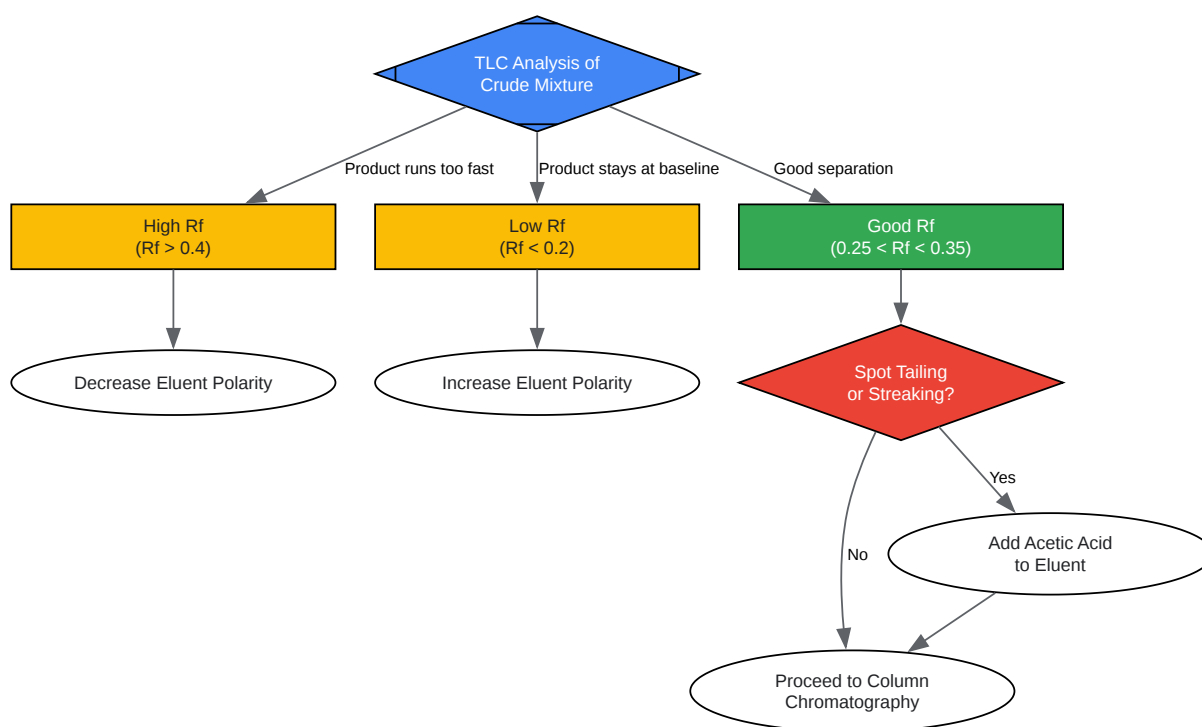 TLC Analysis of
Crude Mixture
Product runs too fast
Product stays at baseline
Good separation
High Rf
(Rf > 0.4)
Low Rf
(Rf < 0.2)
Good Rf
(0.25 < Rf < 0.35)
Decrease Eluent Polarity
Increase Eluent Polarity
Spot Tailing
or Streaking?
Yes
No
Add Acetic Acid
to Eluent
Proceed to Column
Chromatography